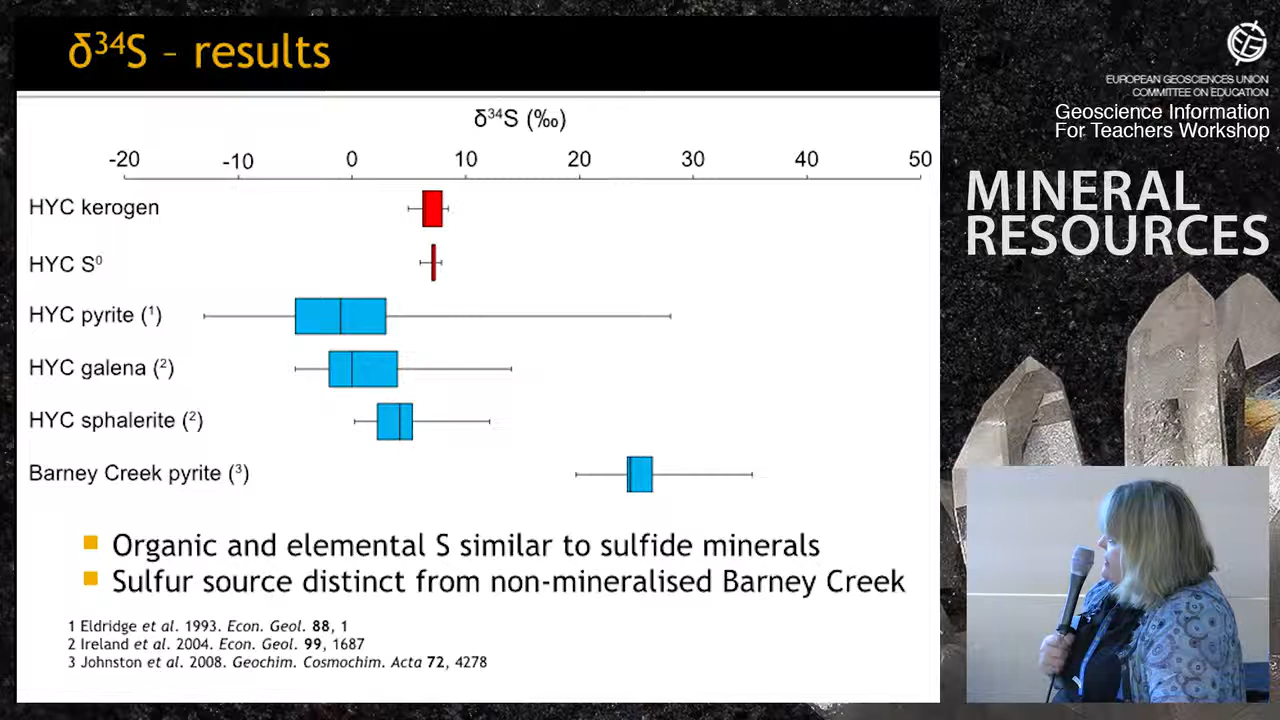 δ³⁴S – results
δ³⁴S (‰)
-20 -10 0 10 20 30 40 50
HYC kerogen
HYC S⁰
HYC pyrite (¹)
HYC galena (²)
HYC sphalerite (²)
Barney Creek pyrite (³)
Organic and elemental S similar to sulfide minerals
Sulfur source distinct from non-mineralised Barney Creek
1 Eldridge et al. 1993. Econ. Geol. 88, 1
2 Ireland et al. 2004. Econ. Geol. 99, 1687
3 Johnston et al. 2008. Geochim. Cosmochim. Acta 72, 4278
EUROPEAN GEOSCIENCES UNION
COMMITTEE ON EDUCATION
Geoscience Information
For Teachers Workshop
MINERAL
RESOURCES